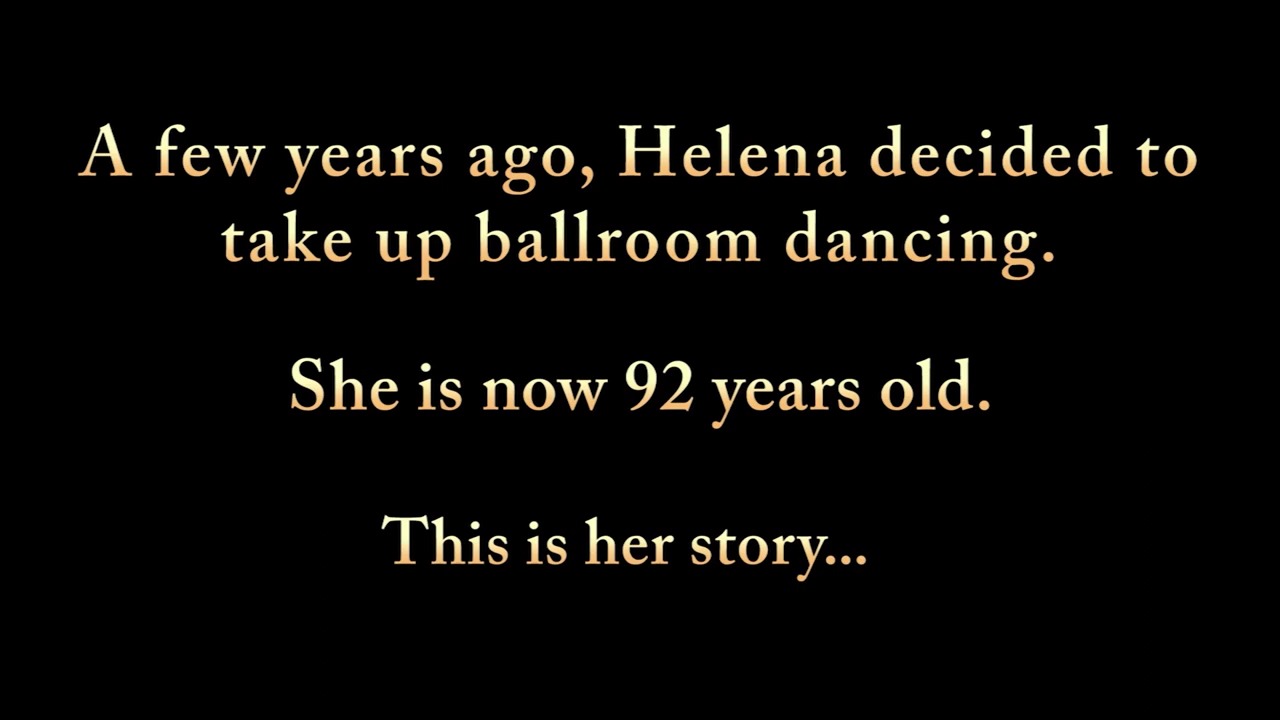 A few years ago, Helena decided to
take up ballroom dancing.
She is now 92 years old.
This is her story...